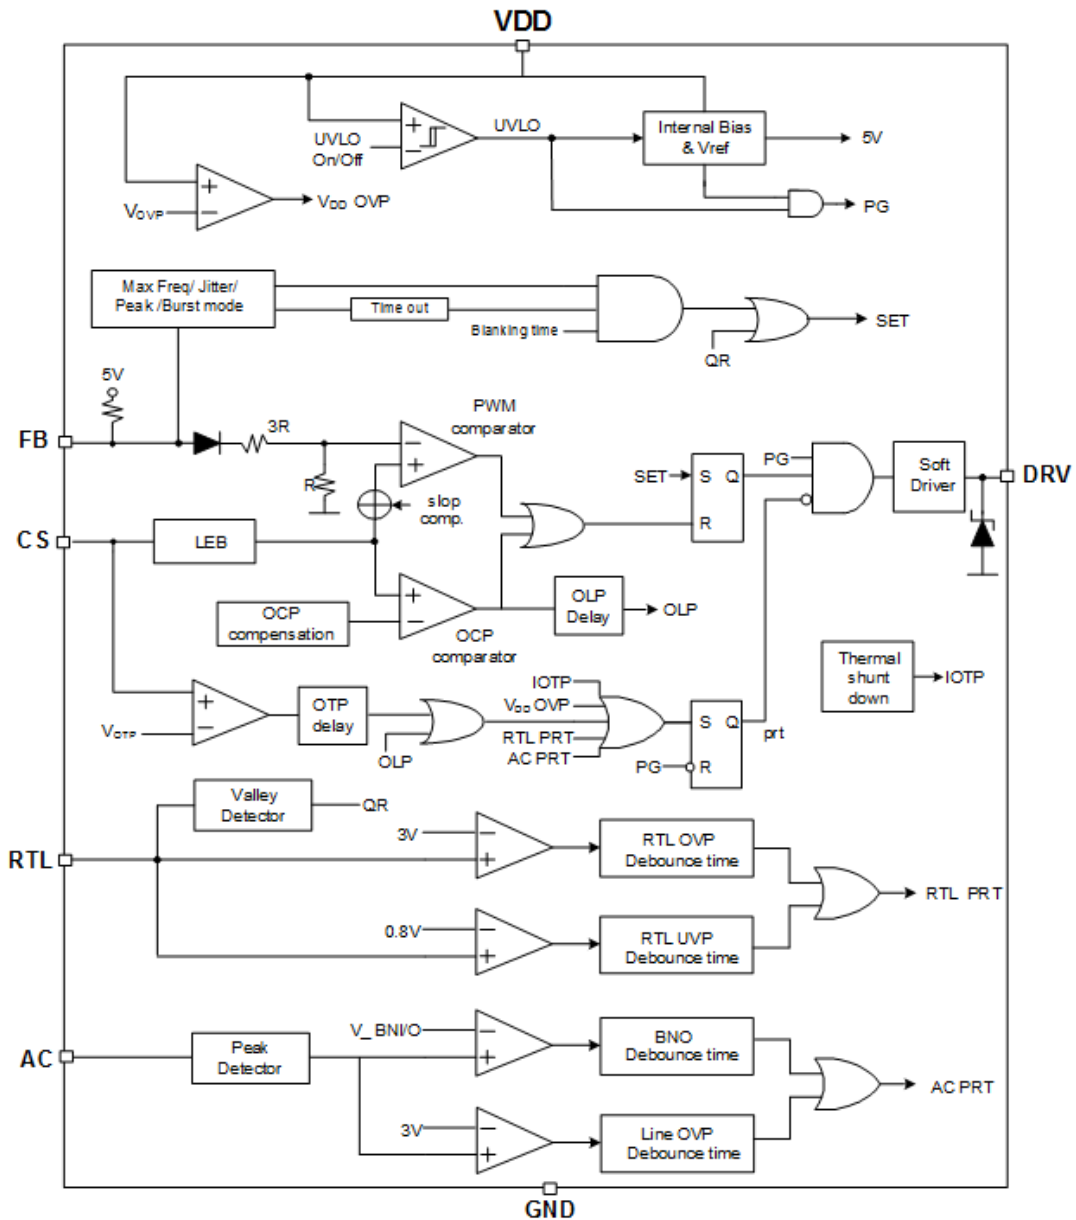 VDD
UVLO
On/Off
+
−
UVLO
Internal Bias
& Vref
5V
PG
VOVP
+
−
VDD OVP
Max Freq/ Jitter/
Peak /Burst mode
Time out
Blanking time
QR
SET
5V
FB
3R
R
PWM
comparator
−
+
slop
comp.
SET
S Q
R
PG
Soft
Driver
DRV
CS
LEB
OCP
compensation
+
−
OCP
comparator
OLP
Delay
OLP
Thermal
shunt
down
IOTP
VOTP
+
−
OTP
delay
OLP
IOTP
VDD OVP
RTL PRT
AC PRT
S Q
PG
R
prt
Valley
Detector
QR
RTL
3V
−
+
RTL OVP
Debounce time
RTL PRT
0.8V
−
+
RTL UVP
Debounce time
AC
Peak
Detector
V_ BNI/O
−
+
BNO
Debounce time
AC PRT
3V
−
+
Line OVP
Debounce time
GND